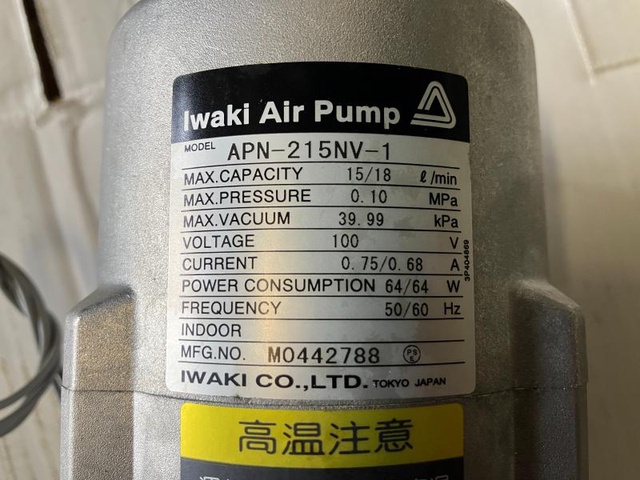 Iwaki Air Pump
MODEL APN-215NV-1
MAX.CAPACITY 15/18 ℓ/min
MAX.PRESSURE 0.10 MPa
MAX.VACUUM 39.99 kPa
VOLTAGE 100 V
CURRENT 0.75/0.68 A
POWER CONSUMPTION 64/64 W
FREQUENCY 50/60 Hz
INDOOR
MFG.NO. M0442788
IWAKI CO.,LTD. TOKYO JAPAN
3P404869
高温注意